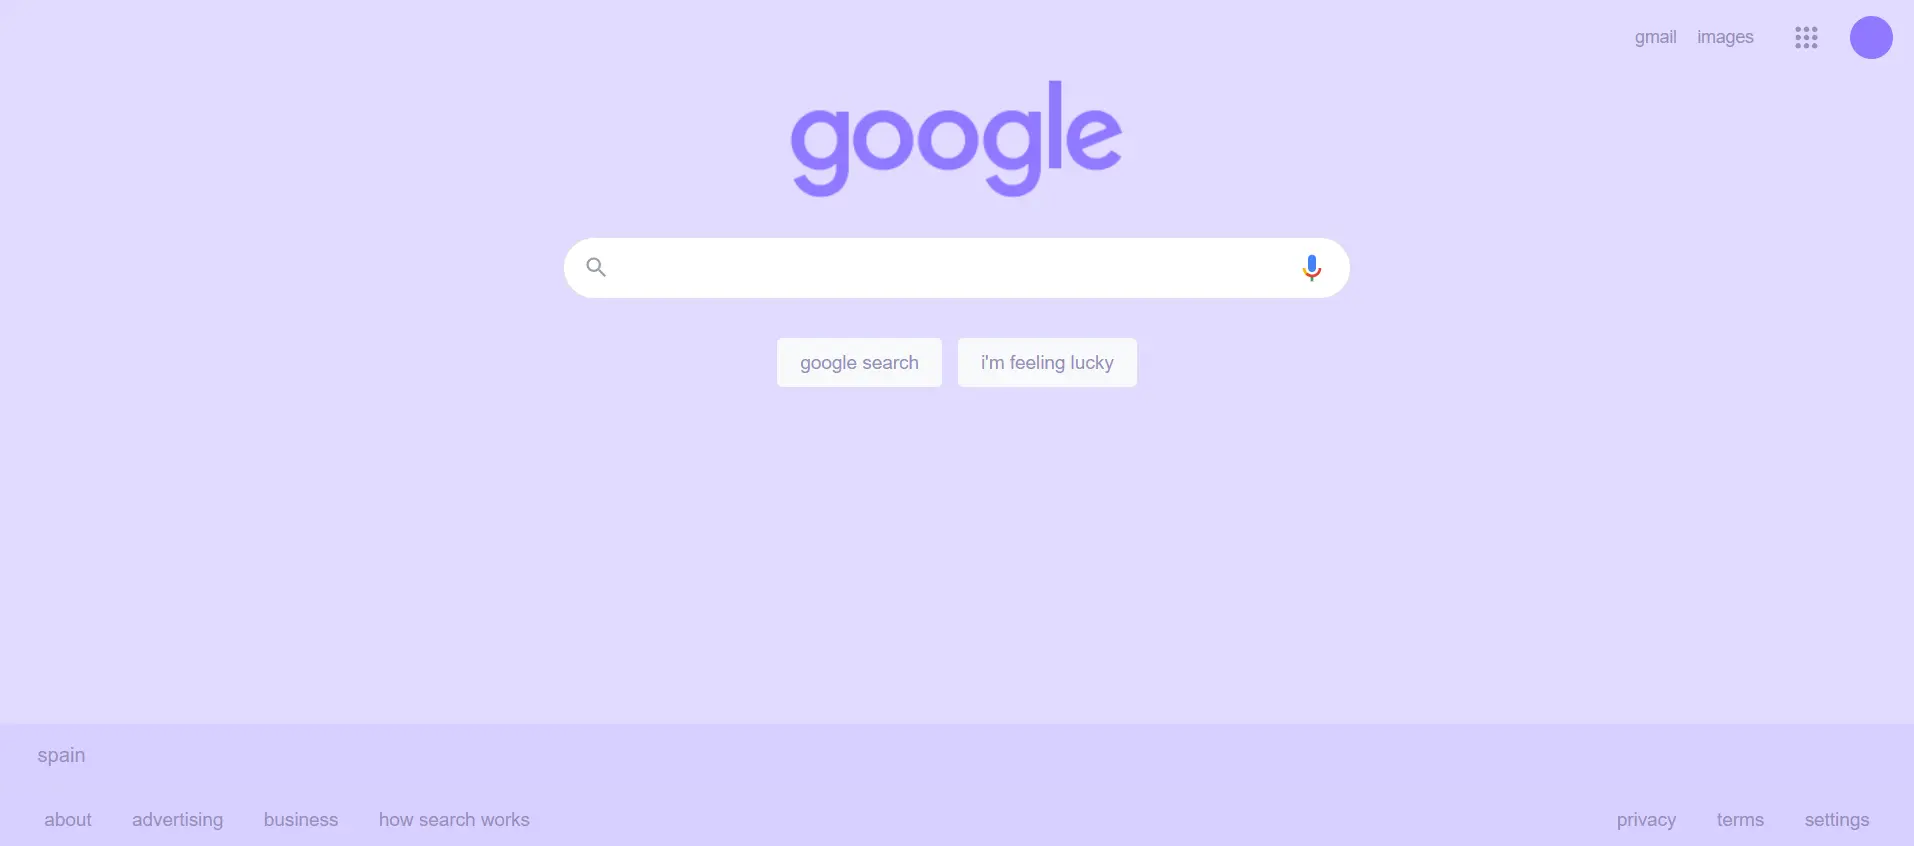 gmail images
google
google search i'm feeling lucky
spain
about advertising business how search works privacy terms settings